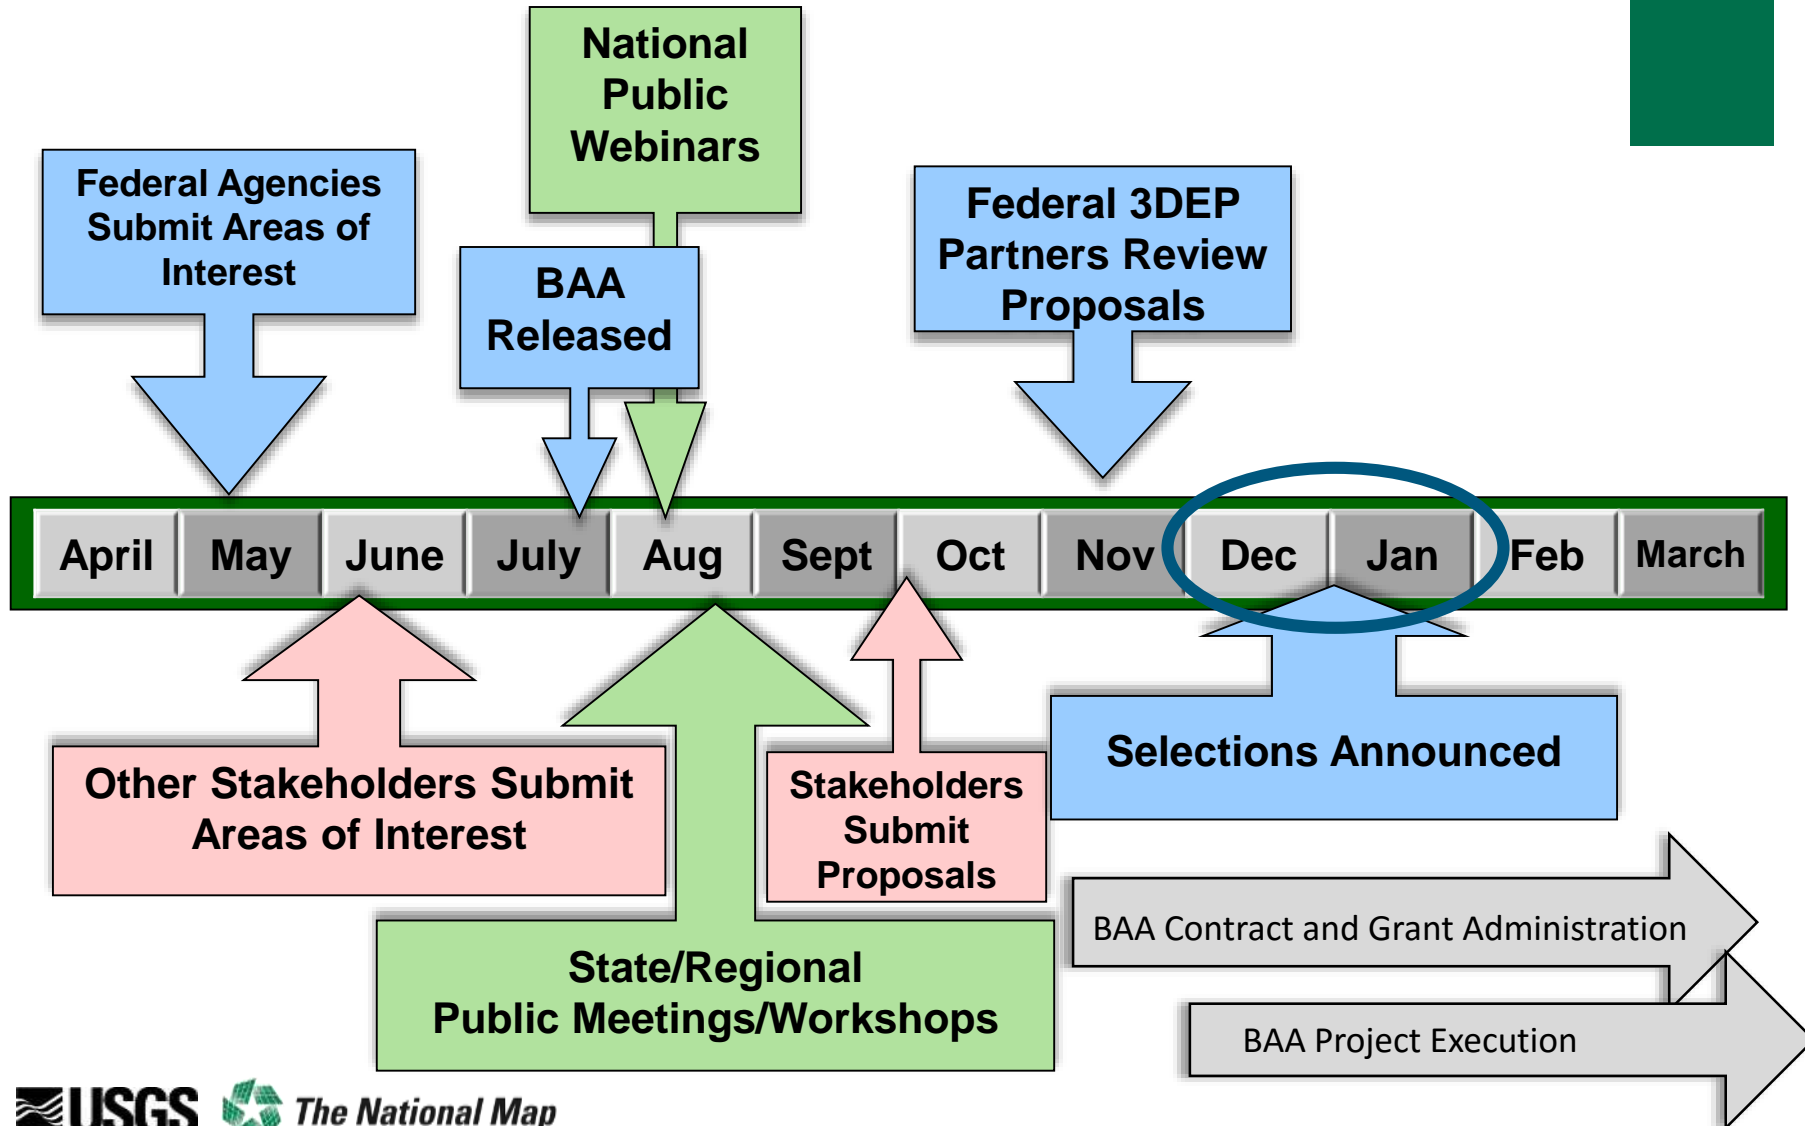 National
Public
Webinars
Federal Agencies
Submit Areas of
Interest
BAA
Released
Federal 3DEP
Partners Review
Proposals
April May June July Aug Sept Oct Nov Dec Jan Feb March
Other Stakeholders Submit
Areas of Interest
Stakeholders
Submit
Proposals
Selections Announced
State/Regional
Public Meetings/Workshops
BAA Contract and Grant Administration
BAA Project Execution
USGS
The National Map